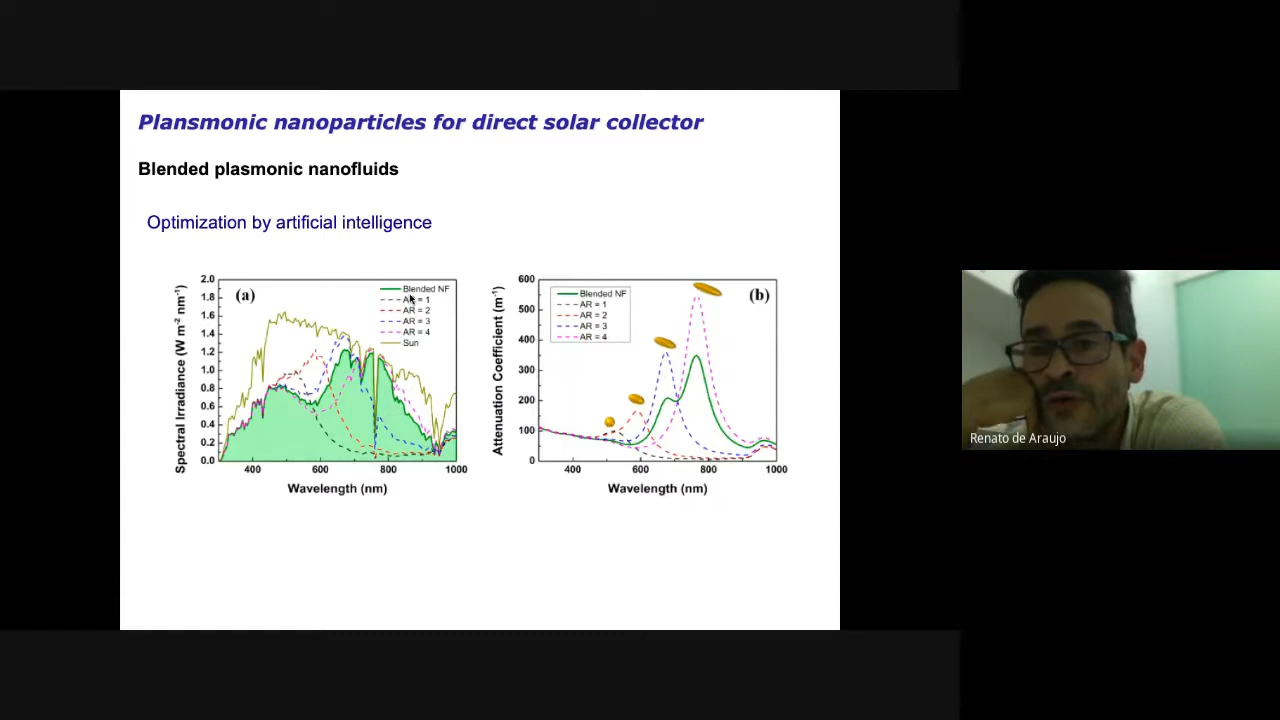 Plansmonic nanoparticles for direct solar collector
Blended plasmonic nanofluids
Optimization by artificial intelligence
Spectral Irradiance (W m-2 nm-1)
2.0
1.8
1.6
1.4
1.2
1.0
0.8
0.6
0.4
0.2
0.0
(a)
Blended NF
AR = 1
AR = 2
AR = 3
AR = 4
Sun
400
600
800
1000
Wavelength (nm)
Attenuation Coefficient (m-1)
600
500
400
300
200
100
0
Blended NF
AR = 1
AR = 2
AR = 3
AR = 4
(b)
400
600
800
1000
Wavelength (nm)
Renato de Araujo